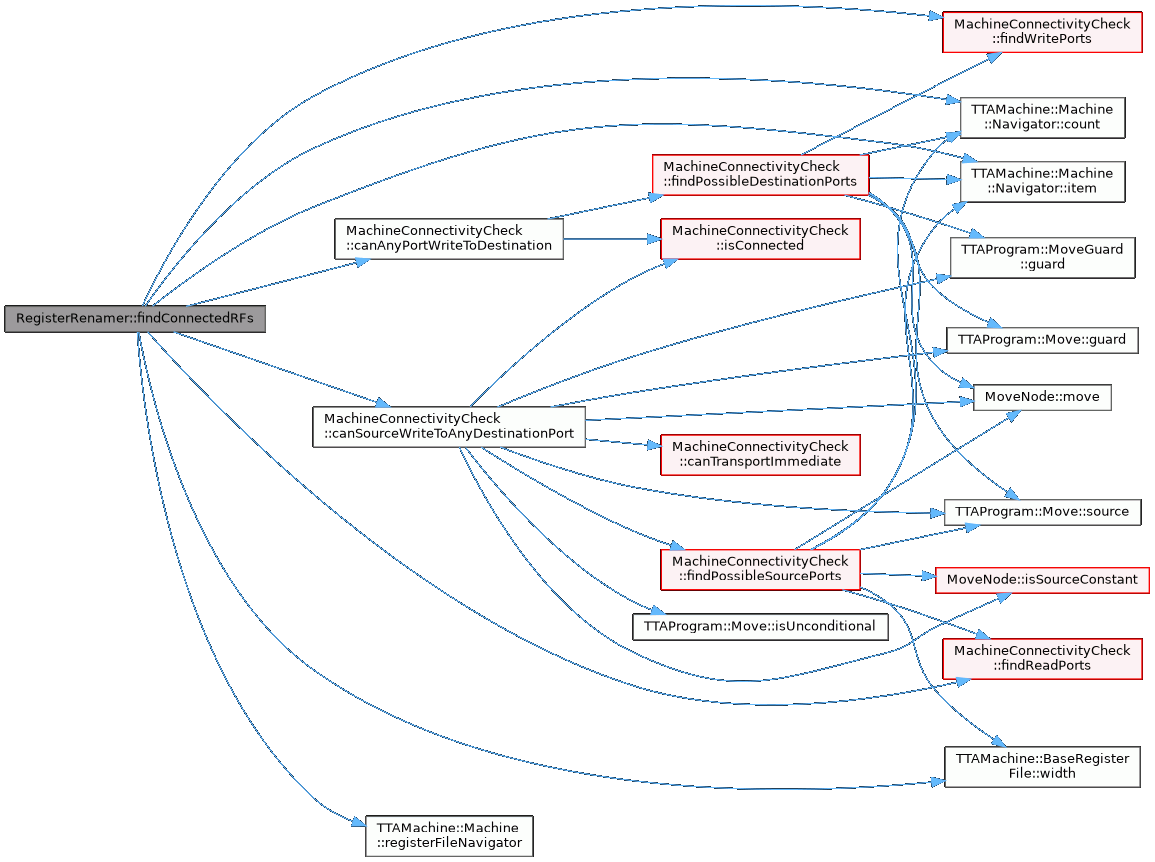 MachineConnectivityCheck
::findWritePorts
TTAMachine::Machine
::Navigator::count
MachineConnectivityCheck
::findPossibleDestinationPorts
TTAMachine::Machine
::Navigator::item
MachineConnectivityCheck
::canAnyPortWriteToDestination
MachineConnectivityCheck
::isConnected
TTAProgram::MoveGuard
::guard
RegisterRenamer::findConnectedRFs
TTAProgram::Move::guard
MoveNode::move
MachineConnectivityCheck
::canSourceWriteToAnyDestinationPort
MachineConnectivityCheck
::canTransportImmediate
TTAProgram::Move::source
MachineConnectivityCheck
::findPossibleSourcePorts
MoveNode::isSourceConstant
TTAProgram::Move::isUnconditional
MachineConnectivityCheck
::findReadPorts
TTAMachine::BaseRegister
File::width
TTAMachine::Machine
::registerFileNavigator